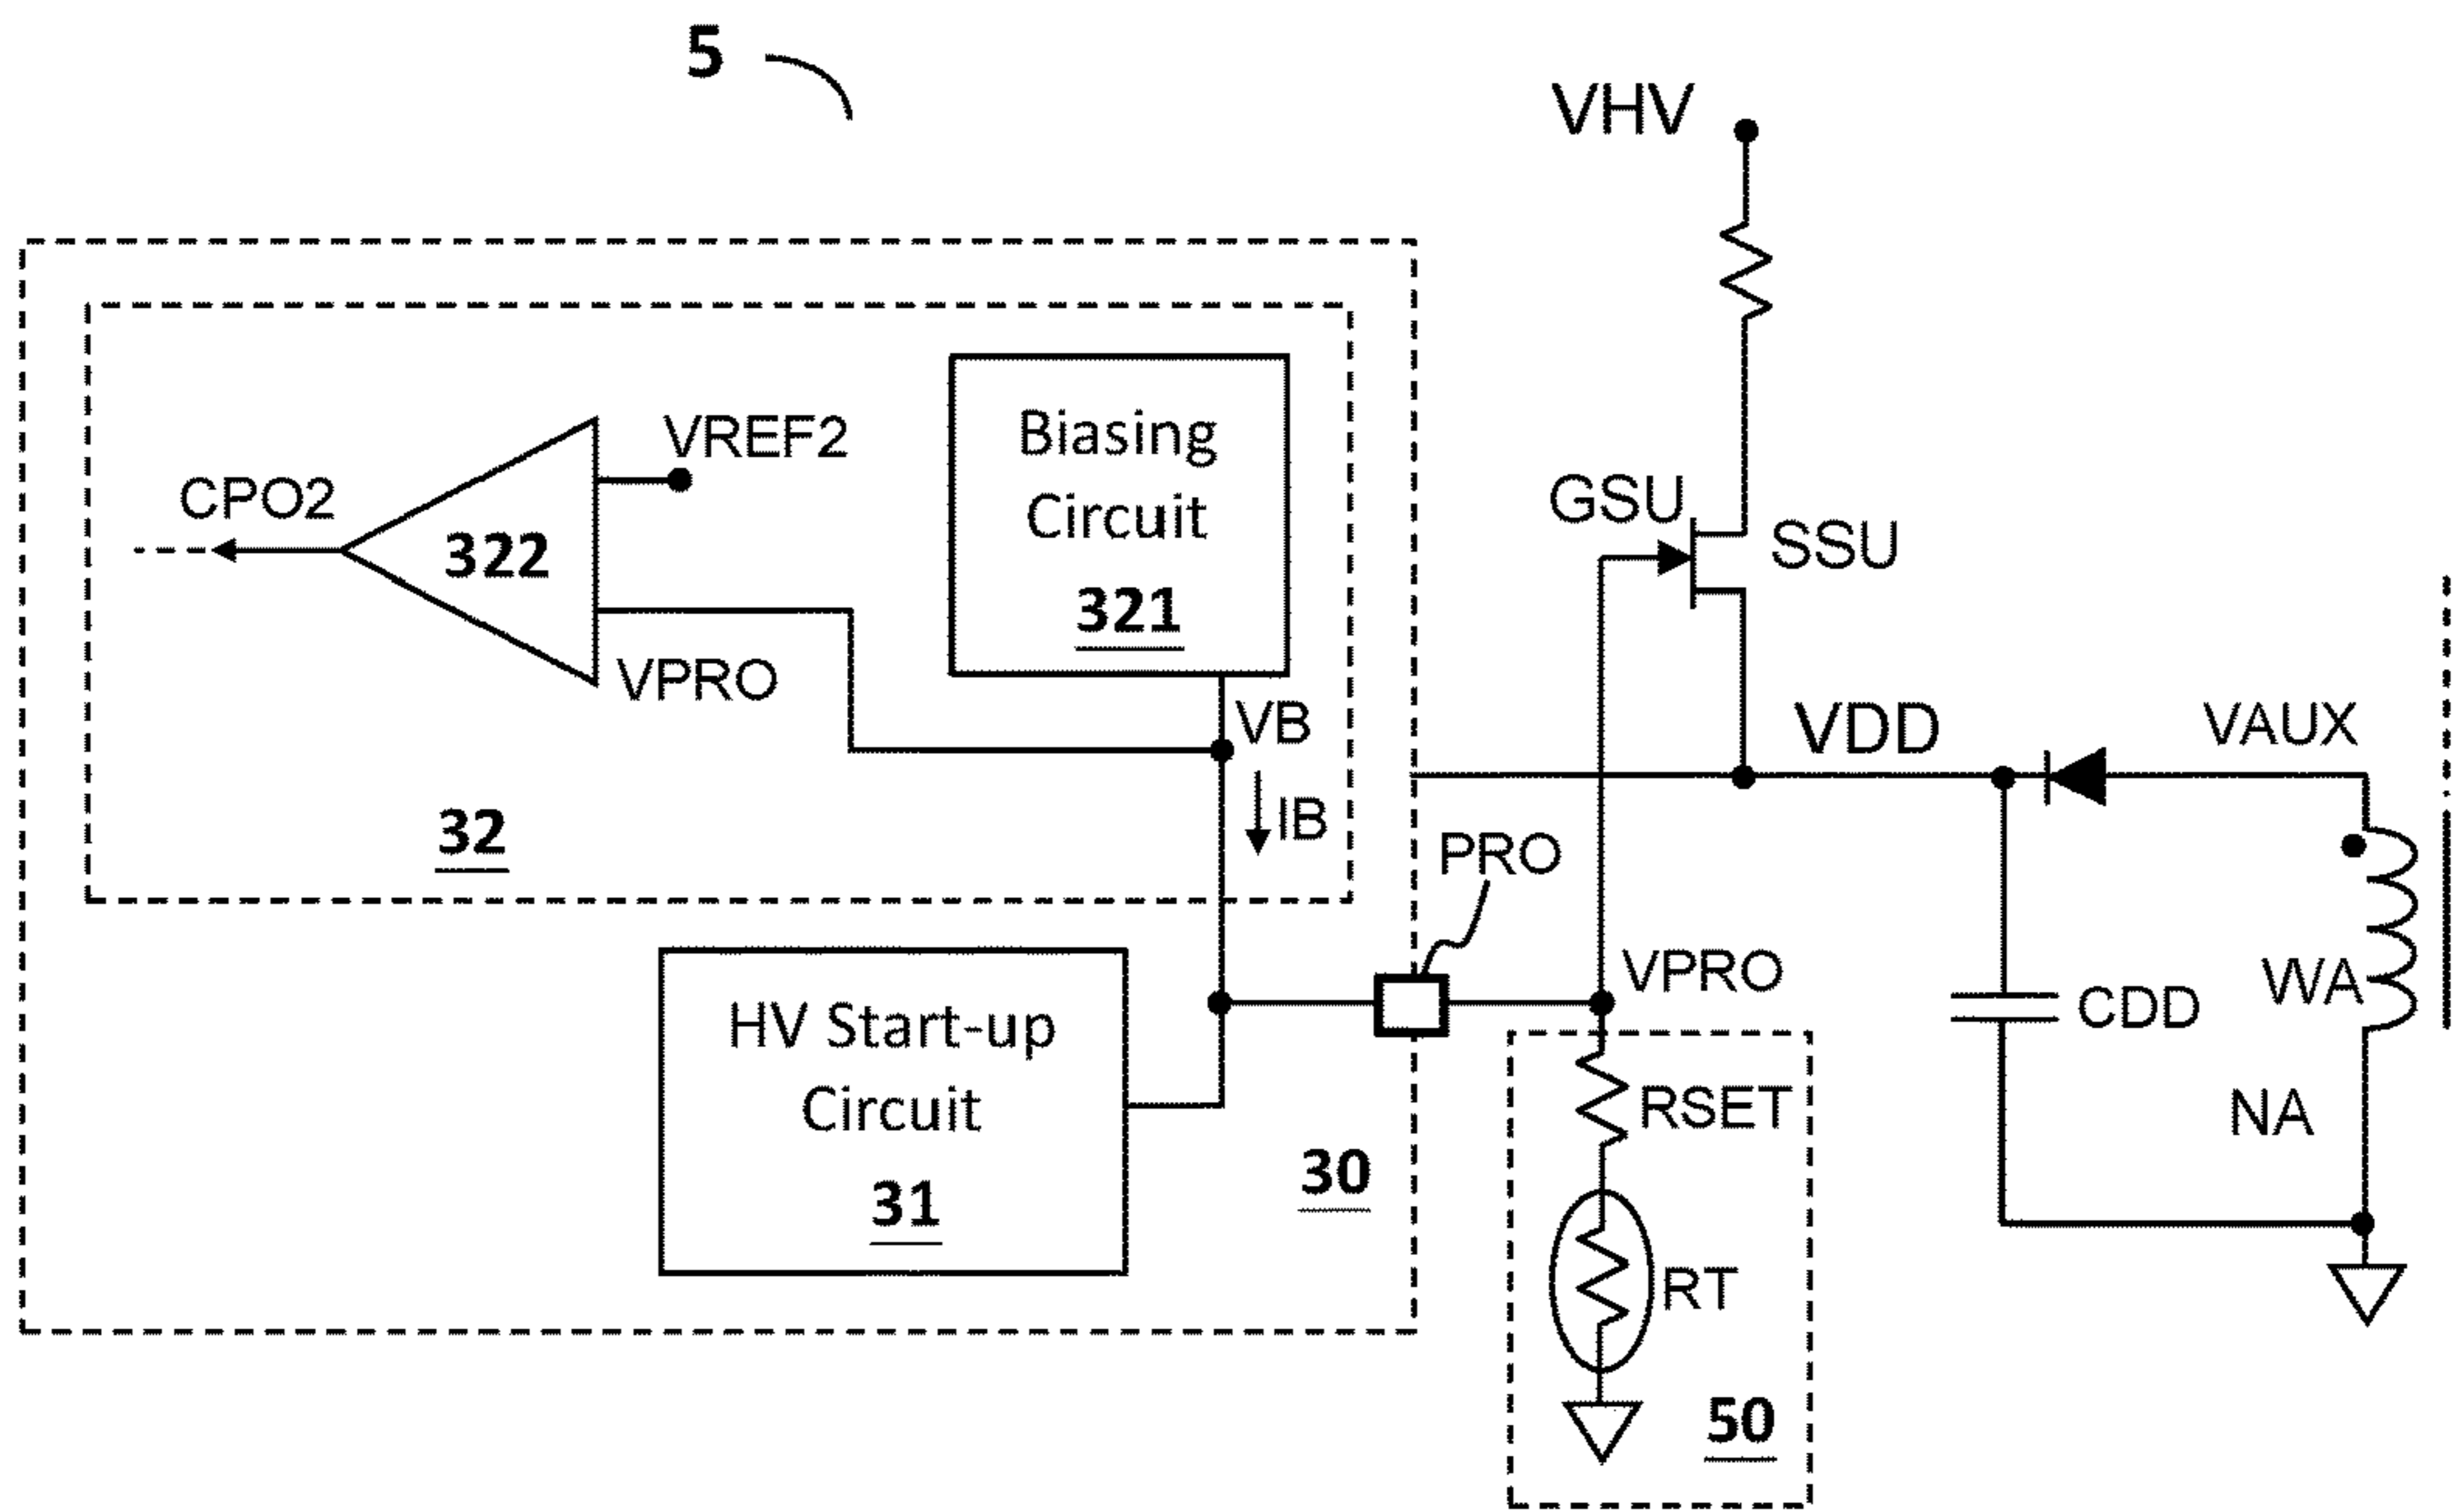 5
VHV
VREF2
CPO2
322
VPRO
Biasing
Circuit
321
GSU
SSU
VB
IB
VDD
VAUX
32
PRO
HV Start-up
Circuit
31
30
VPRO
RSET
RT
50
CDD
WA
NA